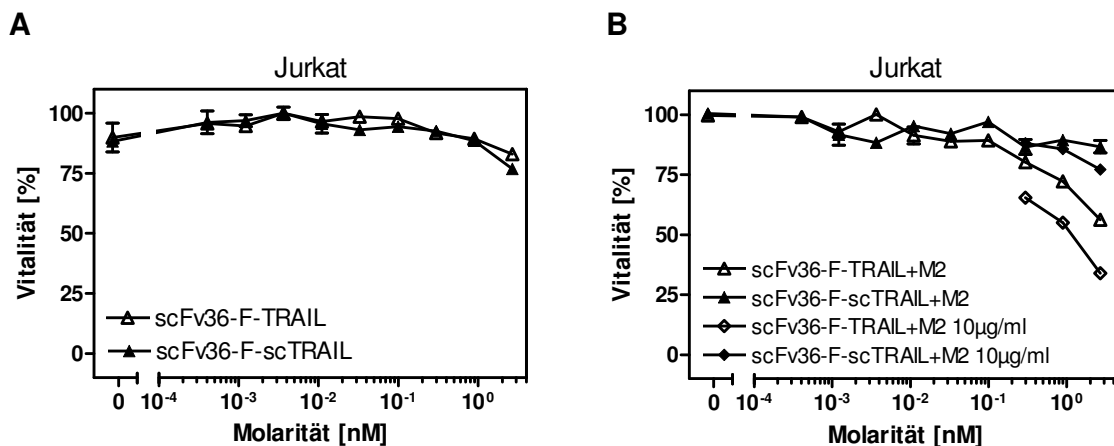 A
Jurkat
Vitalität [%]
100
75
50
25
0
scFv36-F-TRAIL
scFv36-F-scTRAIL
0 10⁻⁴ 10⁻³ 10⁻² 10⁻¹ 10⁰
Molarität [nM]
B
Jurkat
Vitalität [%]
100
75
50
25
0
scFv36-F-TRAIL+M2
scFv36-F-scTRAIL+M2
scFv36-F-TRAIL+M2 10µg/ml
scFv36-F-scTRAIL+M2 10µg/ml
0 10⁻⁴ 10⁻³ 10⁻² 10⁻¹ 10⁰
Molarität [nM]